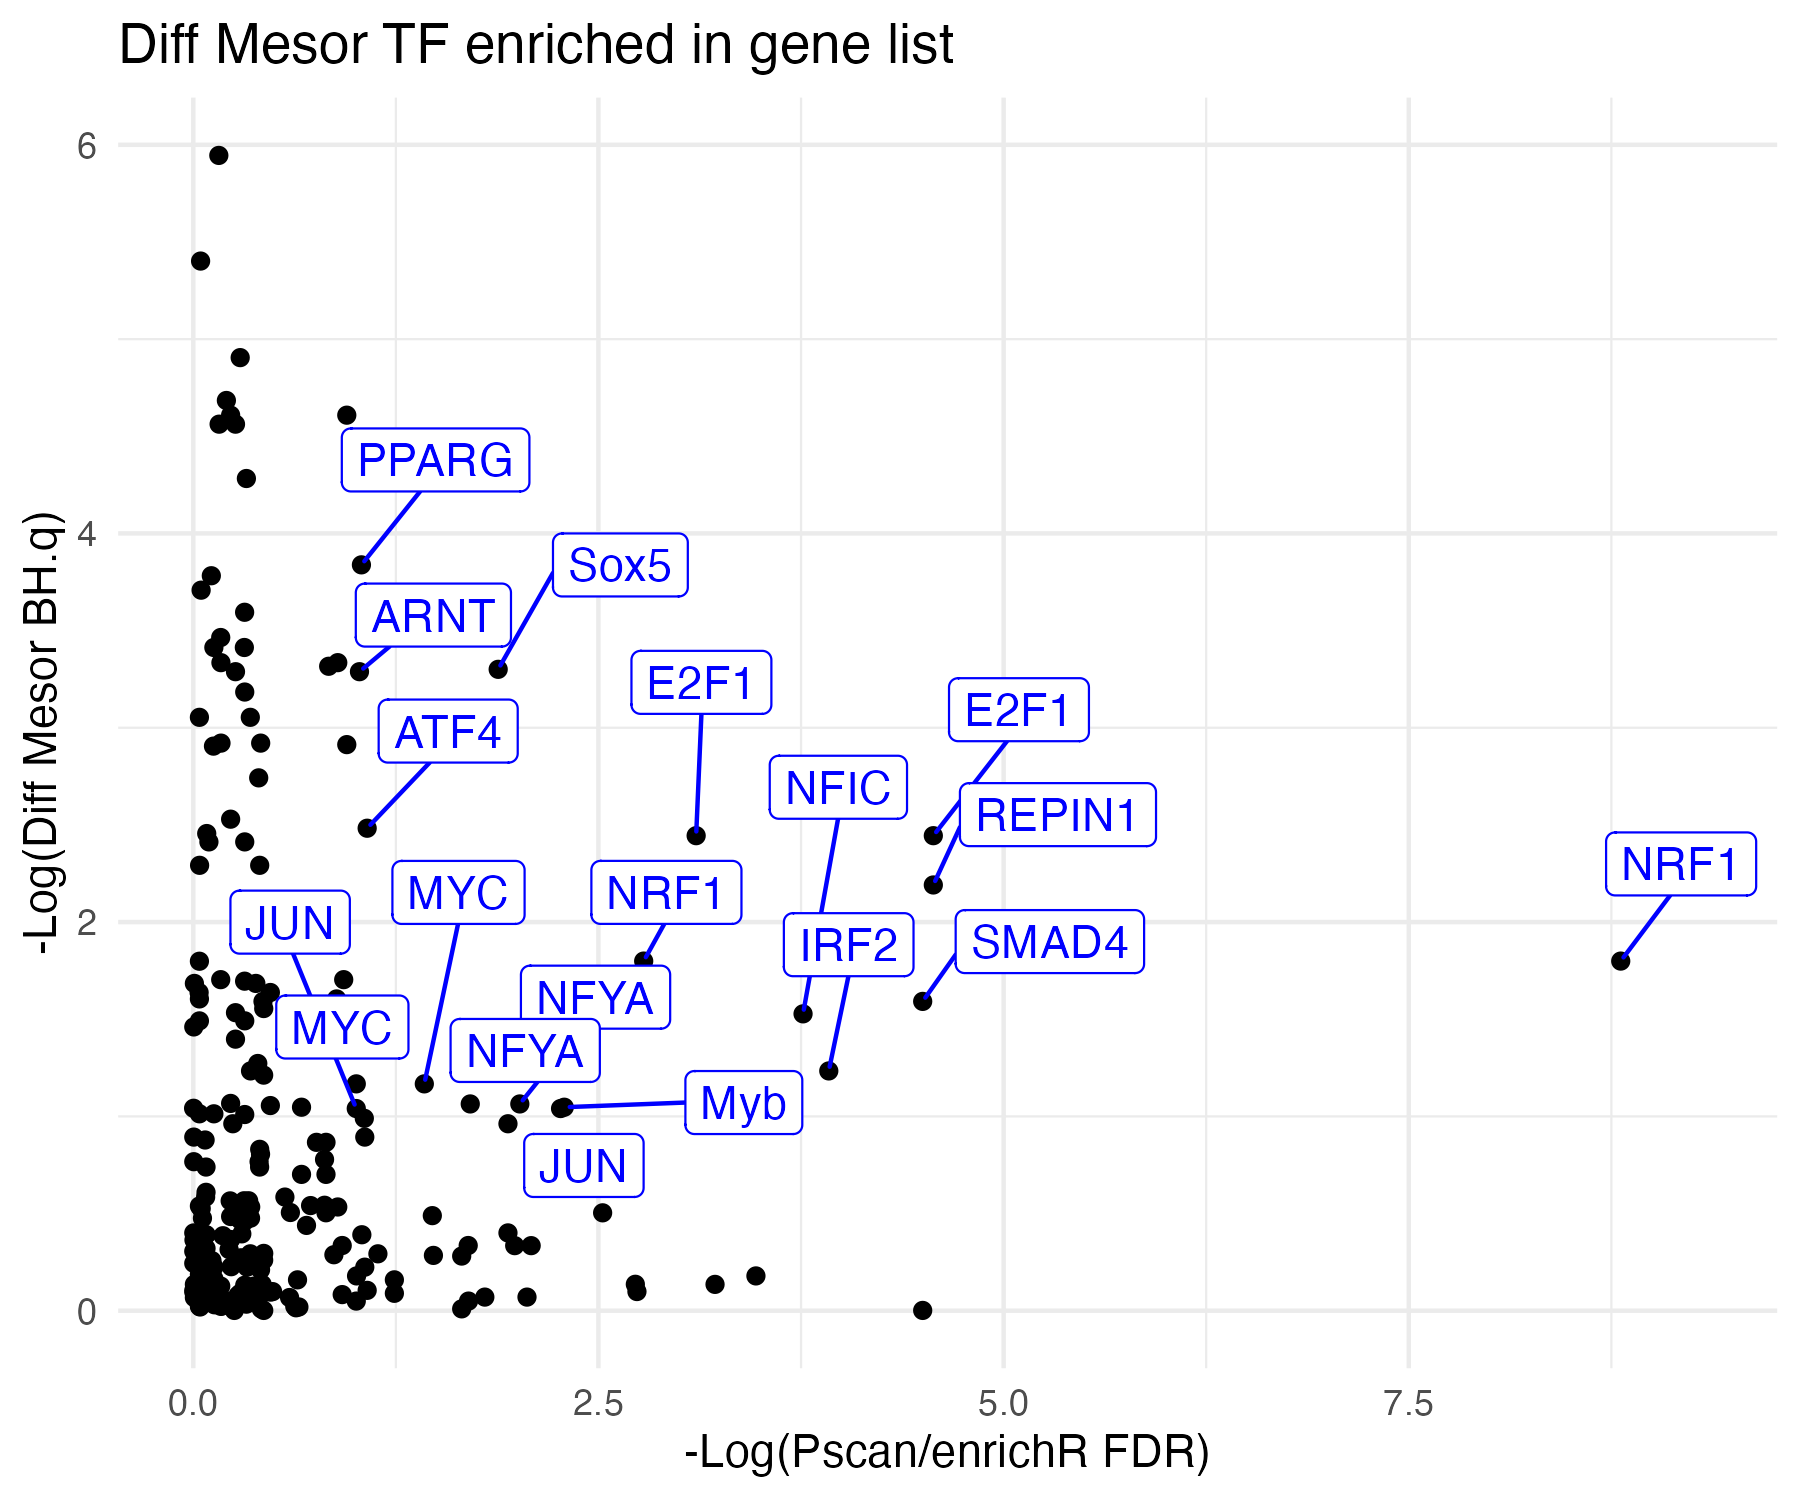 Diff Mesor TF enriched in gene list
6
4
2
0
-Log(Diff Mesor BH.q)
PPARG
Sox5
ARNT
E2F1
E2F1
ATF4
NFIC
REPIN1
NRF1
MYC
NRF1
JUN
IRF2
SMAD4
NFYA
MYC
NFYA
Myb
JUN
0.0
2.5
5.0
7.5
-Log(Pscan/enrichR FDR)